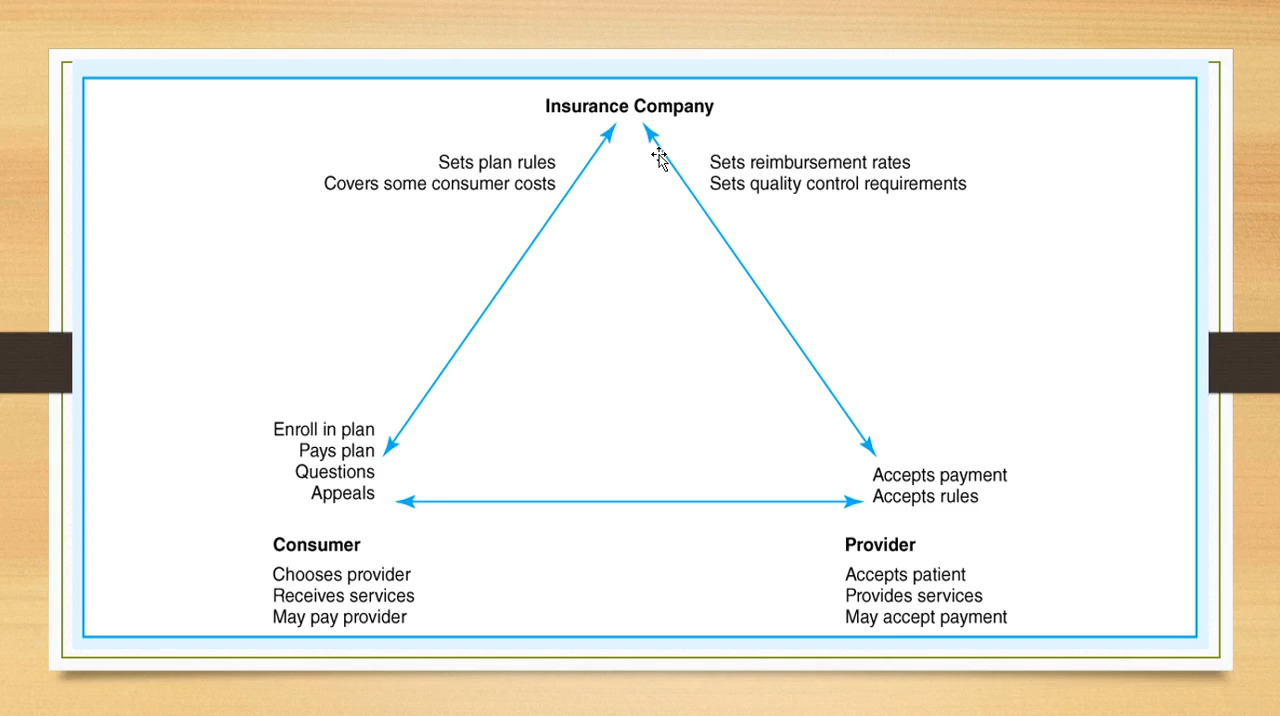 Insurance Company
Sets plan rules
Covers some consumer costs
Sets reimbursement rates
Sets quality control requirements
Enroll in plan
Pays plan
Questions
Appeals
Accepts payment
Accepts rules
Consumer
Chooses provider
Receives services
May pay provider
Provider
Accepts patient
Provides services
May accept payment